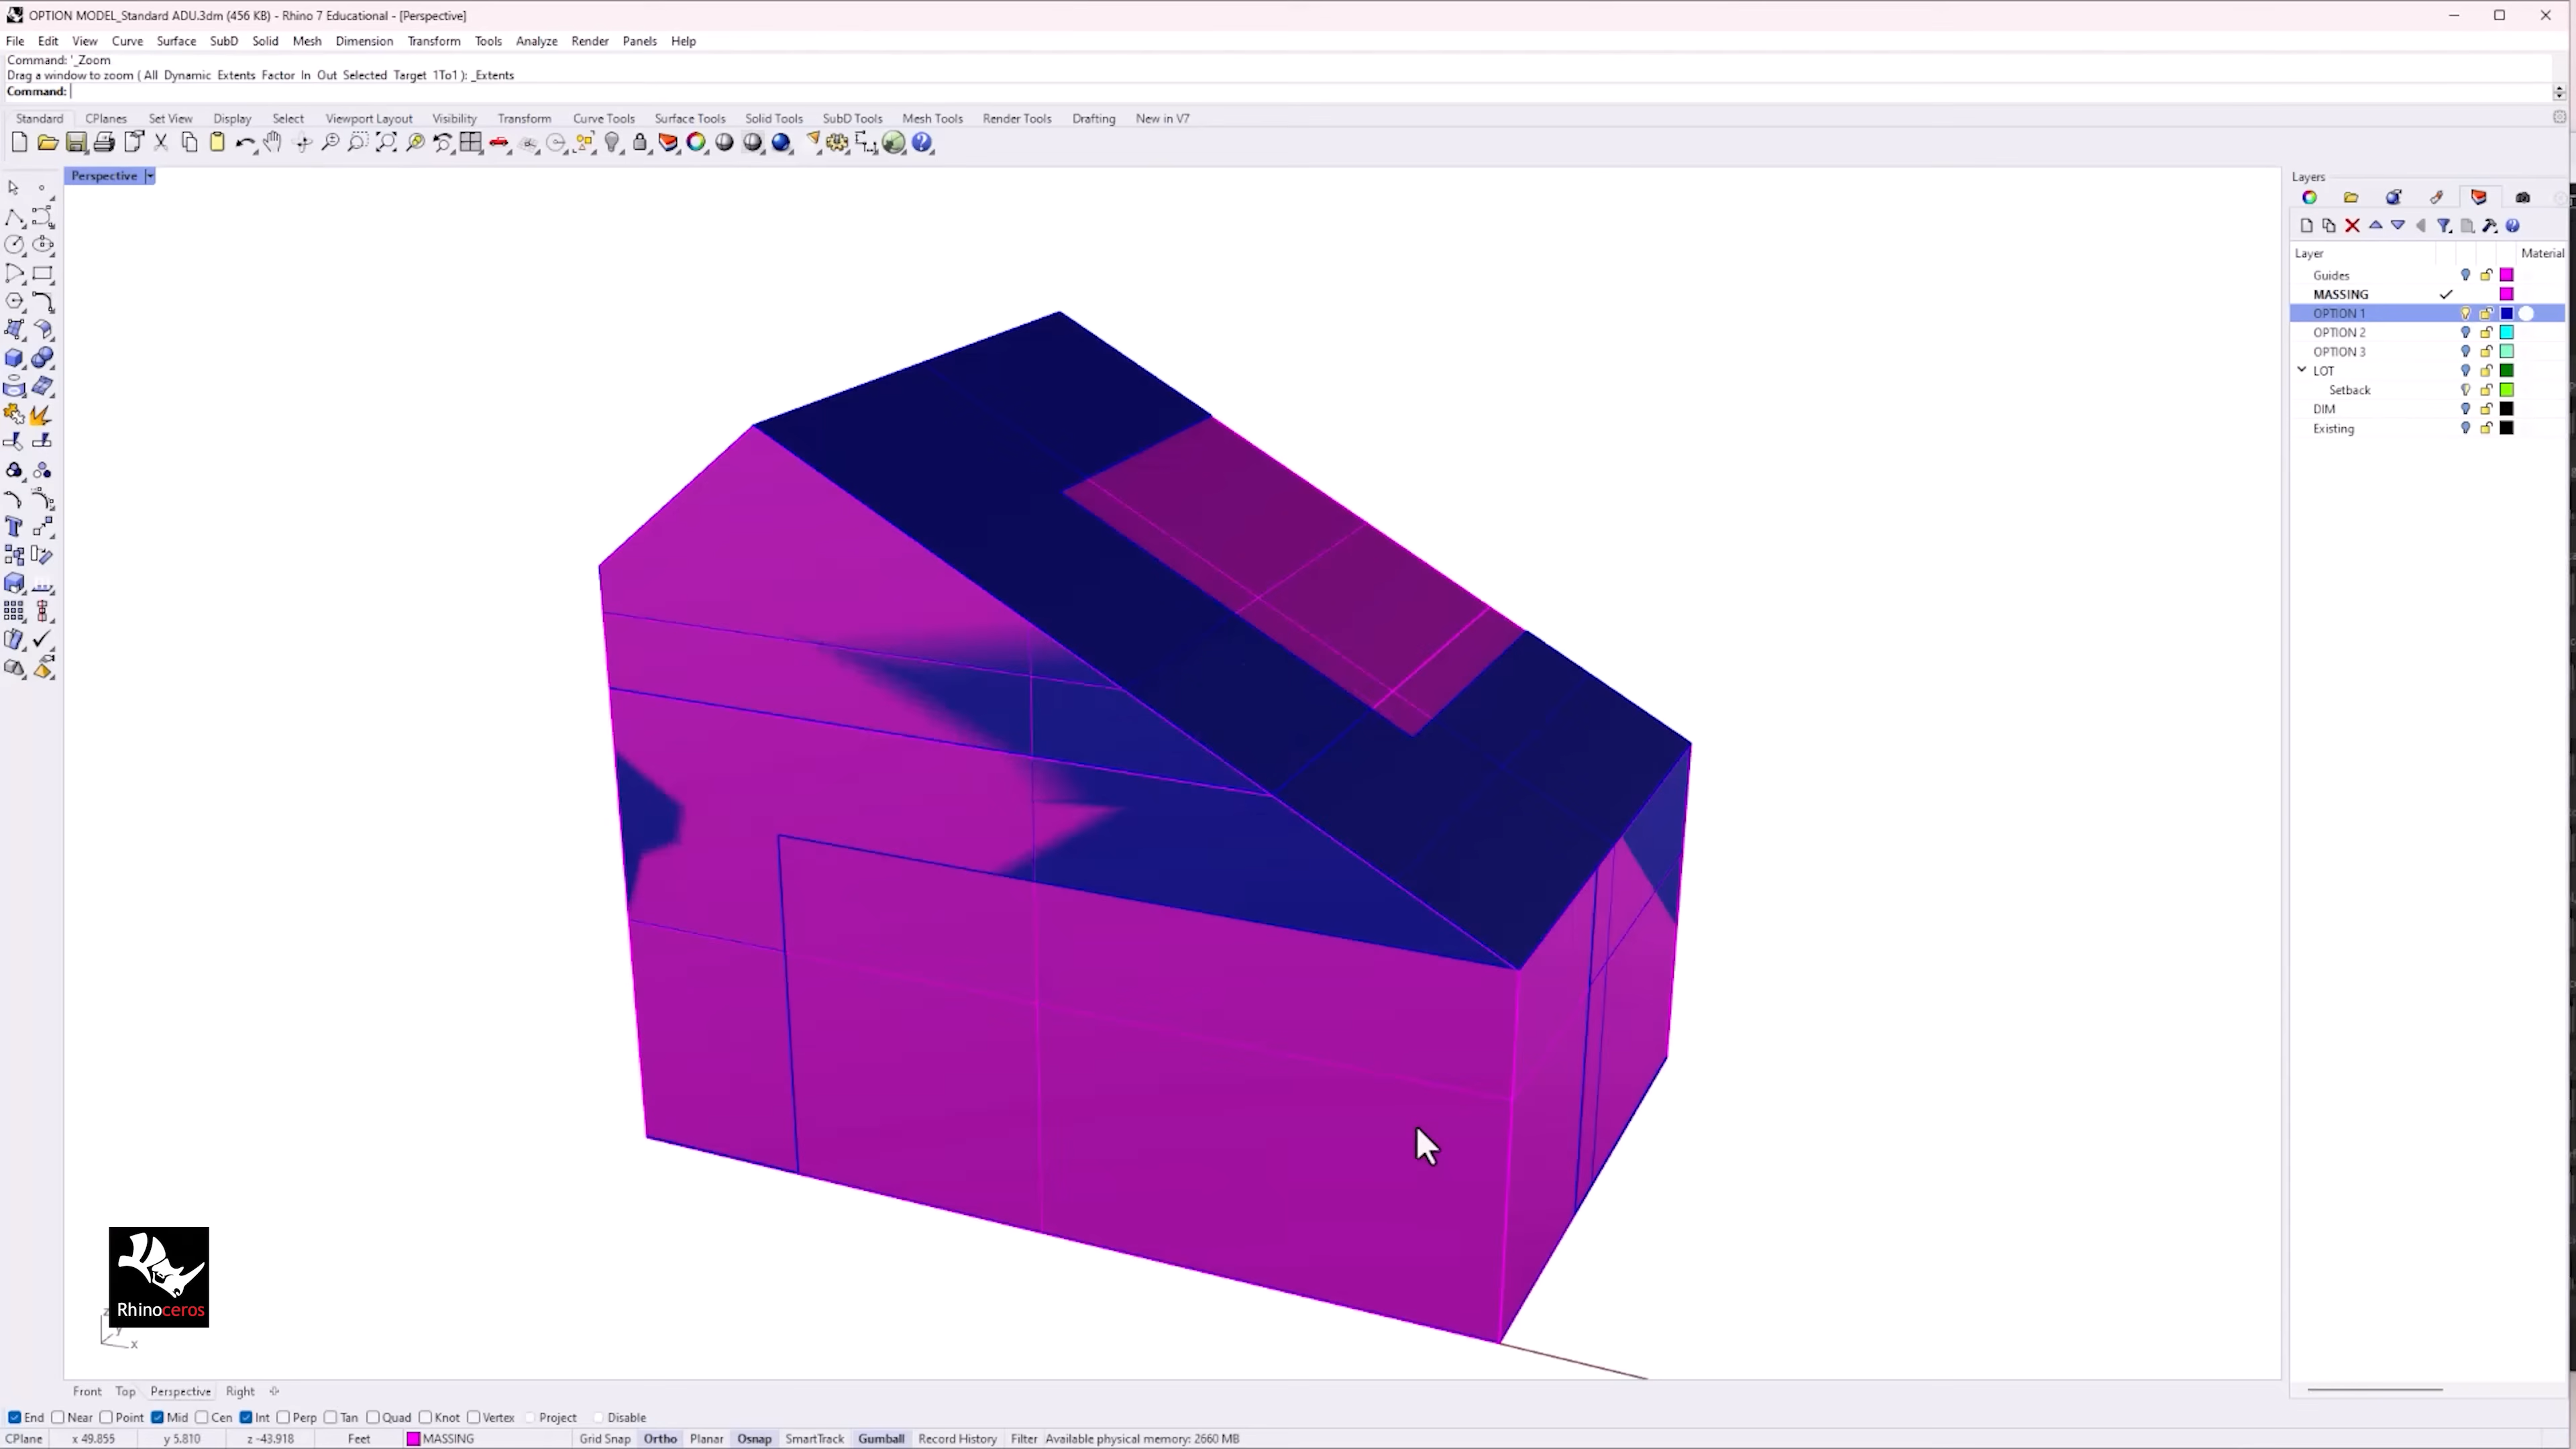 OPTION MODEL_Standard ADU.3dm (456 KB) - Rhino 7 Educational - [Perspective]
File Edit View Curve Surface SubD Solid Mesh Dimension Transform Tools Analyze Render Panels Help
Command: '_Zoom
Drag a window to zoom ( All Dynamic Extents Factor In Out Selected Target 1To1 ): _Extents
Command:
Standard CPlanes Set View Display Select Viewport Layout Visibility Transform Curve Tools Surface Tools Solid Tools SubD Tools Mesh Tools Render Tools Drafting New in V7
Perspective
Layers
Layer Material
Guides
MASSING
OPTION 1
OPTION 2
OPTION 3
LOT
Setback
DIM
Existing
Rhinoceros
z
y
x
Front Top Perspective Right
End Near Point Mid Cen Int Perp Tan Quad Knot Vertex Project Disable
CPlane x 49.855 y 5.810 z -43.918 Feet MASSING Grid Snap Ortho Planar Osnap SmartTrack Gumball Record History Filter Available physical memory: 2660 MB